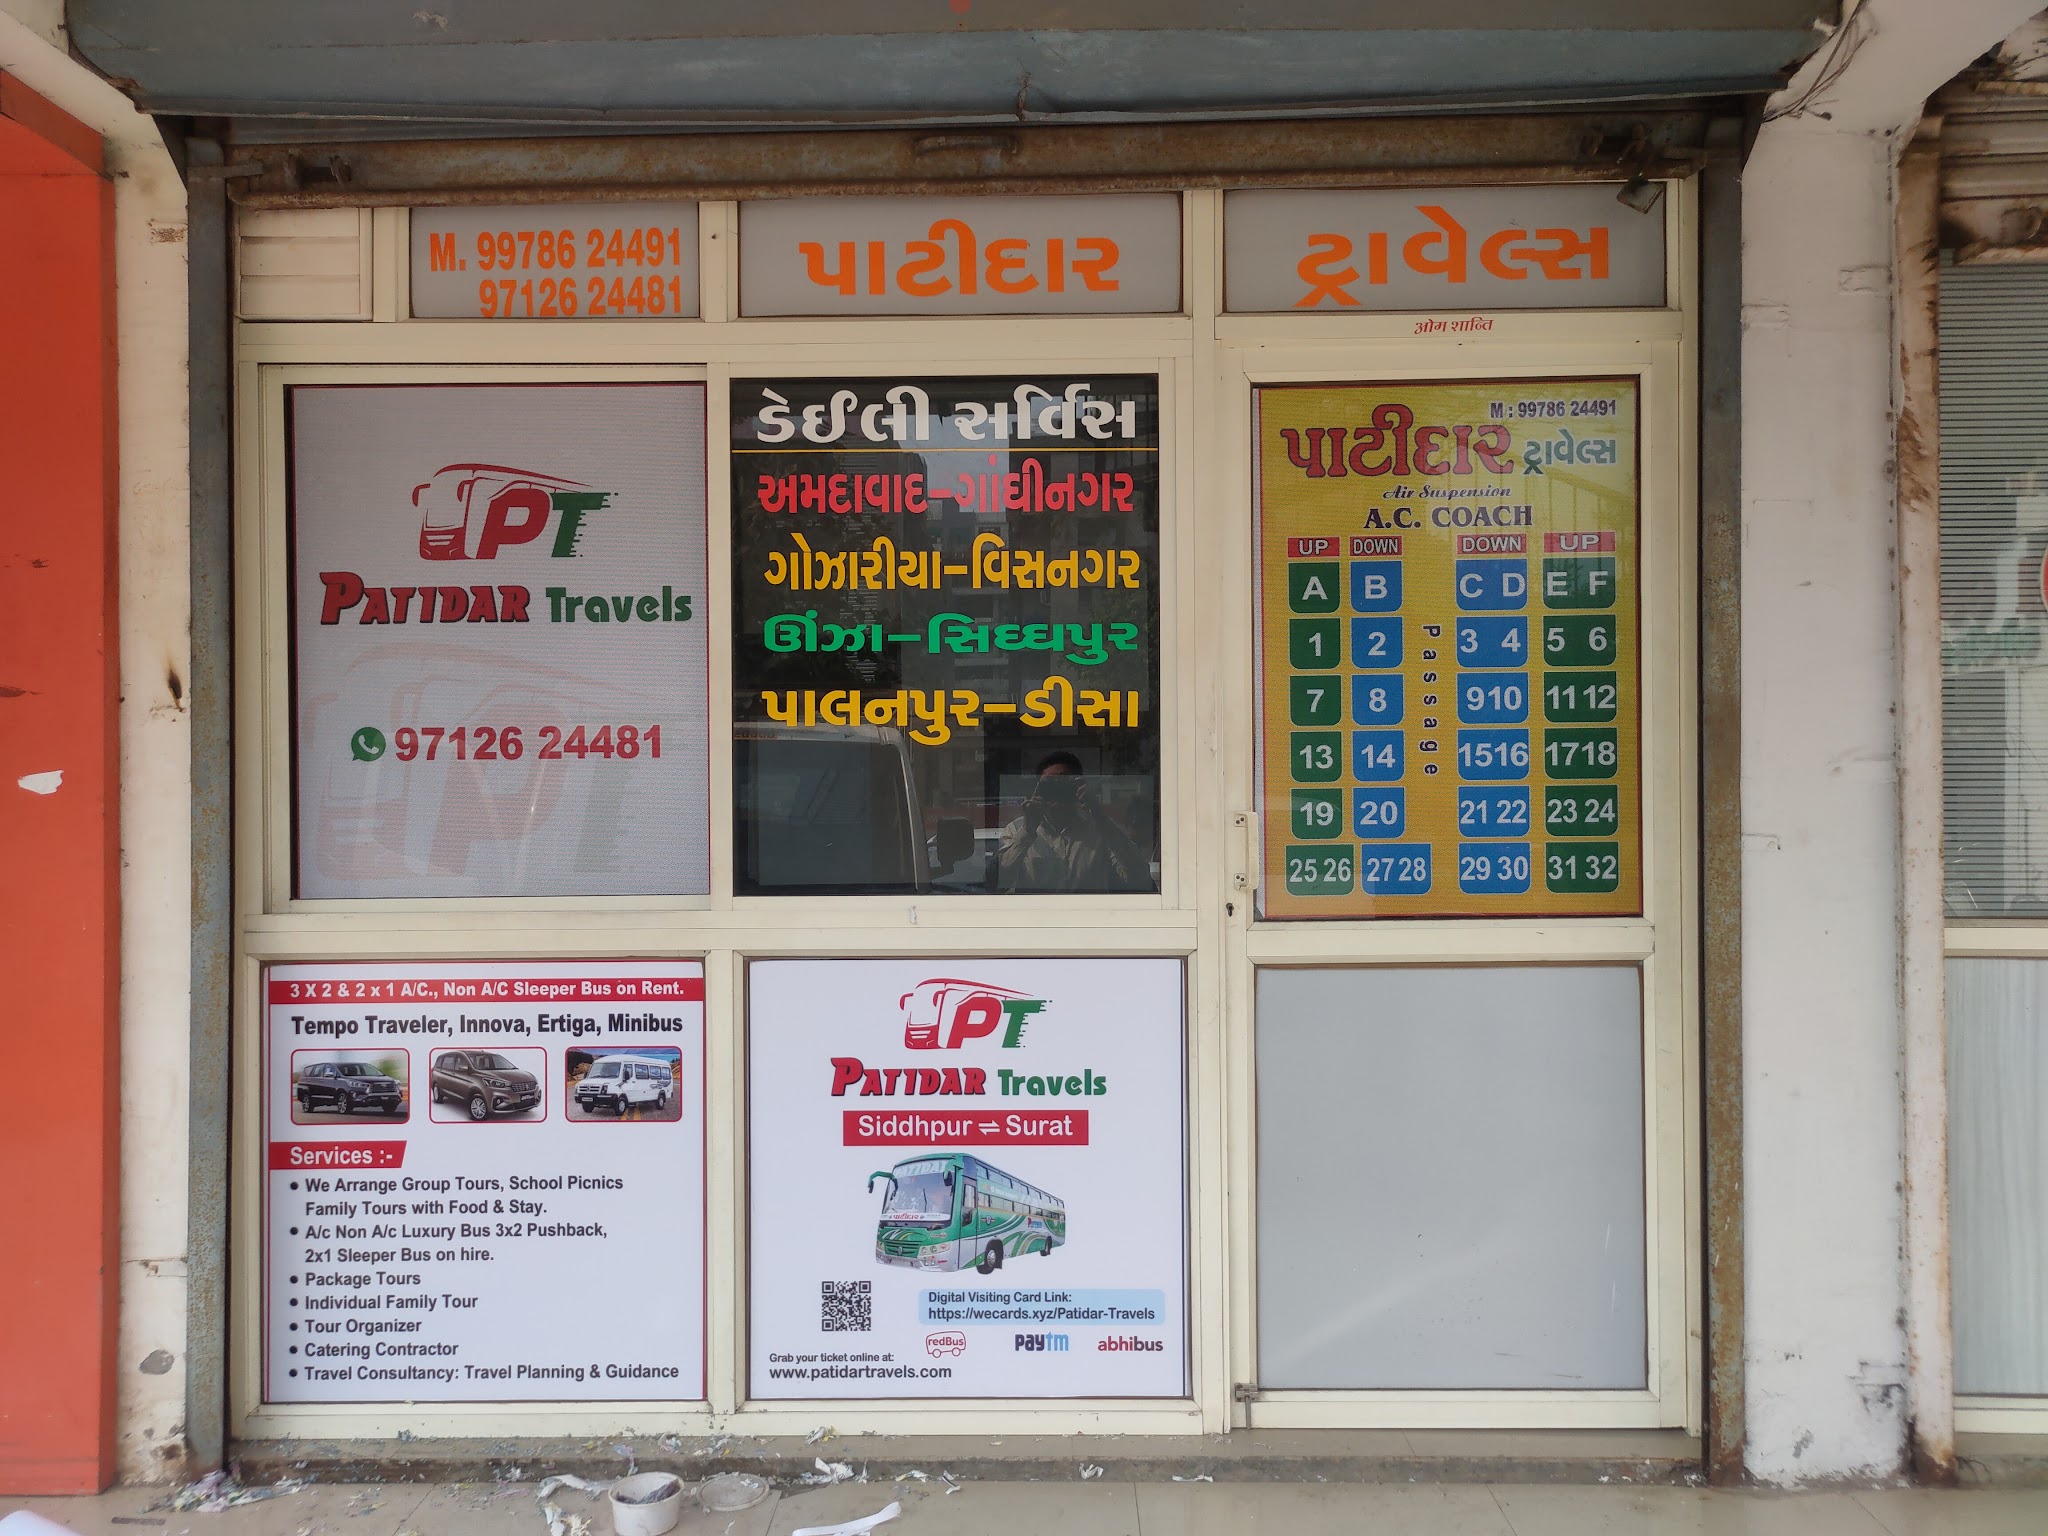 M. 99786 24491
97126 24481
પાટીદાર
ટ્રાવેલ્સ
ओम शान्ति
PT
PATIDAR Travels
97126 24481
ડેઈલી સર્વિસ
અમદાવાદ-ગાંધીનગર
ગોઝારીયા-વિસનગર
ઊંઝા-સિધ્ધપુર
પાલનપુર-ડીસા
M : 99786 24491
પાટીદાર ટ્રાવેલ્સ
Air Suspension
A.C. COACH
UP DOWN DOWN UP
A B C D E F
1 2 3 4 5 6
7 8 9 10 11 12
13 14 15 16 17 18
19 20 21 22 23 24
25 26 27 28 29 30 31 32
Passage
3 X 2 & 2 x 1 A/C., Non A/C Sleeper Bus on Rent.
Tempo Traveler, Innova, Ertiga, Minibus
Services :-
• We Arrange Group Tours, School Picnics
Family Tours with Food & Stay.
• A/c Non A/c Luxury Bus 3x2 Pushback,
2x1 Sleeper Bus on hire.
• Package Tours
• Individual Family Tour
• Tour Organizer
• Catering Contractor
• Travel Consultancy: Travel Planning & Guidance
PT
PATIDAR Travels
Siddhpur ⇌ Surat
પાટીદાર
Digital Visiting Card Link:
https://wecards.xyz/Patidar-Travels
redBus paytm abhibus
Grab your ticket online at:
www.patidartravels.com